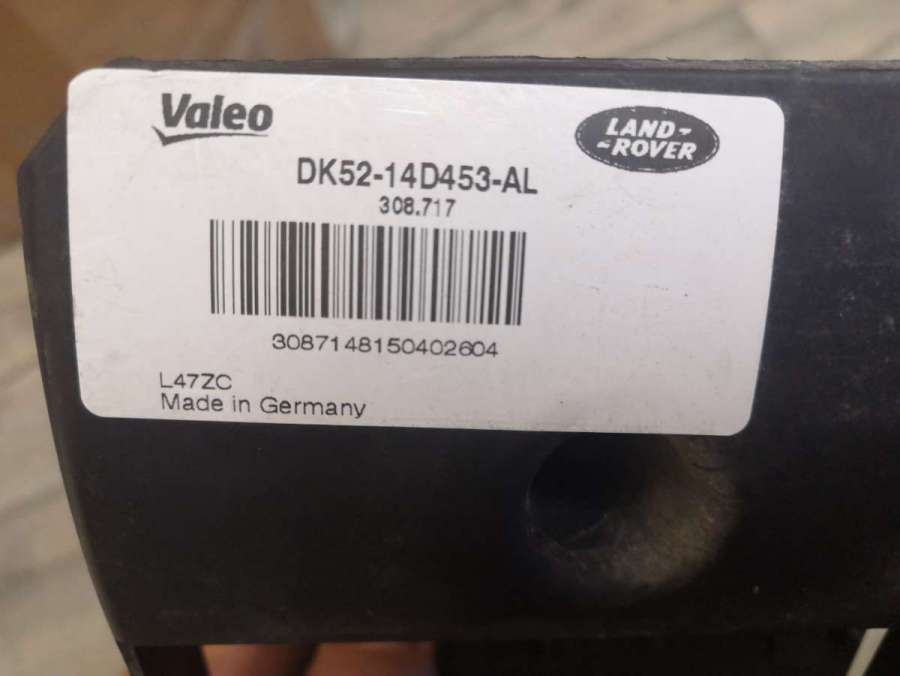 Valeo
LAND
ROVER
DK52-14D453-AL
308.717
3087148150402604
L47ZC
Made in Germany